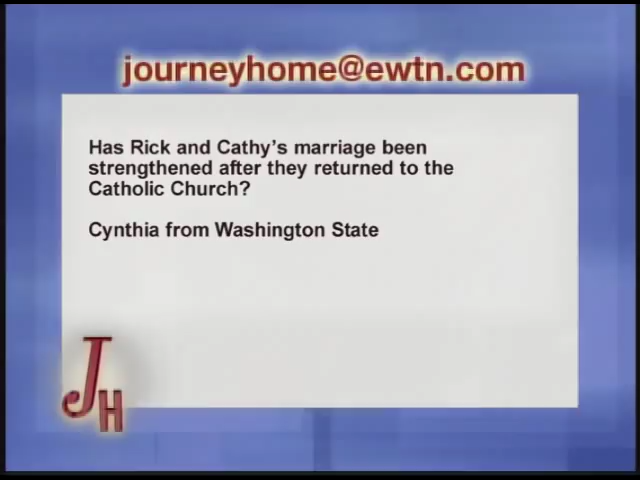 journeyhome@ewtn.com
Has Rick and Cathy's marriage been
strengthened after they returned to the
Catholic Church?
Cynthia from Washington State
JH